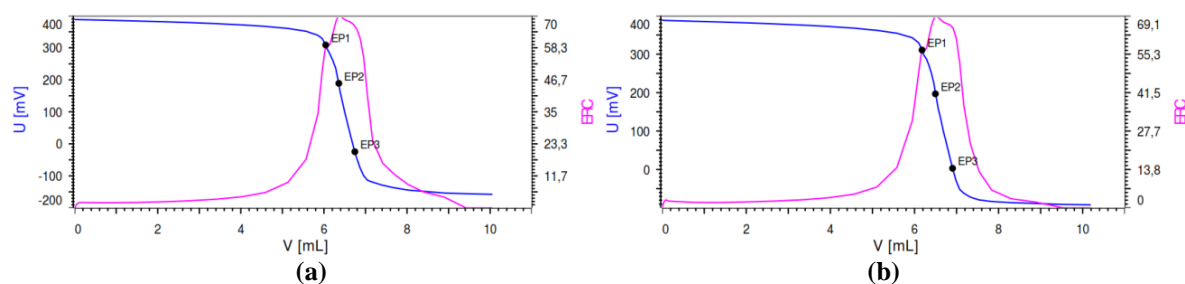 400
300
200
100
0
-100
-200
U [mV]
EP1
EP2
EP3
70
58,3
46,7
35
23,3
11,7
ERC
0 2 4 6 8 10
V [mL]
(a)
400
300
200
100
0
U [mV]
EP1
EP2
EP3
69,1
55,3
41,5
27,7
13,8
0
ERC
0 2 4 6 8 10
V [mL]
(b)